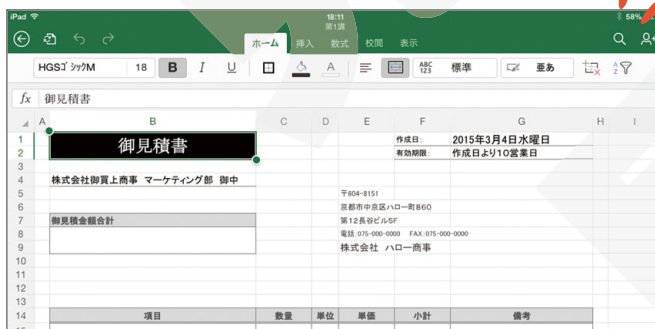 iPad
18:11
58%
第1課
ホーム 挿入 数式 校閲 表示
HGSゴシックM 18 B I U A ABC 123 標準 亜あ
fx 御見積書
A B C D E F G H I
1 御見積書 作成日: 2015年3月4日水曜日
2 有効期限: 作成日より10営業日
3
4 株式会社御買上商事 マーケティング部 御中
5 〒604-8151
6 京都市中京区ハロー町860
7 御見積金額合計 第12長谷ビル5F
8 電話:075-000-0000 FAX:075-000-0000
9 株式会社 ハロー商事
10
11
12
13
14 項目 数量 単位 単価 小計 備考